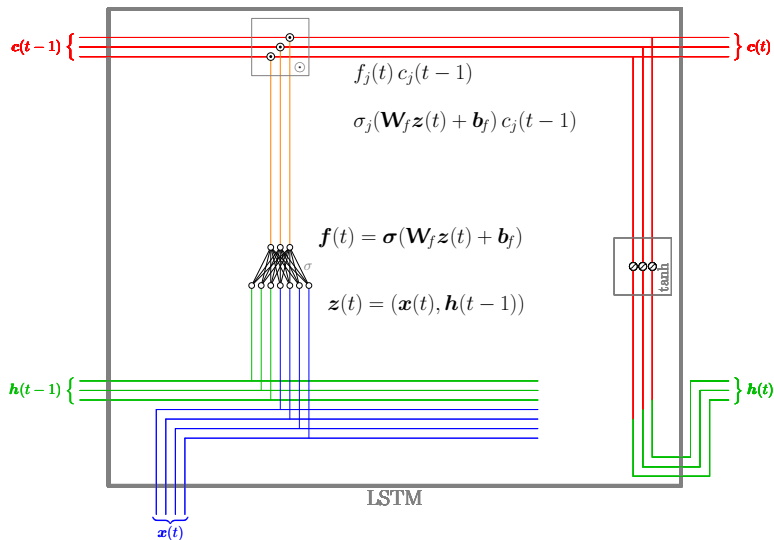 c(t−1) { } c(t)
⊙
f_j(t) c_j(t − 1)
σ_j(W_f z(t) + b_f) c_j(t − 1)
f(t) = σ(W_f z(t) + b_f)
σ
tanh
z(t) = (x(t), h(t − 1))
h(t−1) { } h(t)
LSTM
x(t)